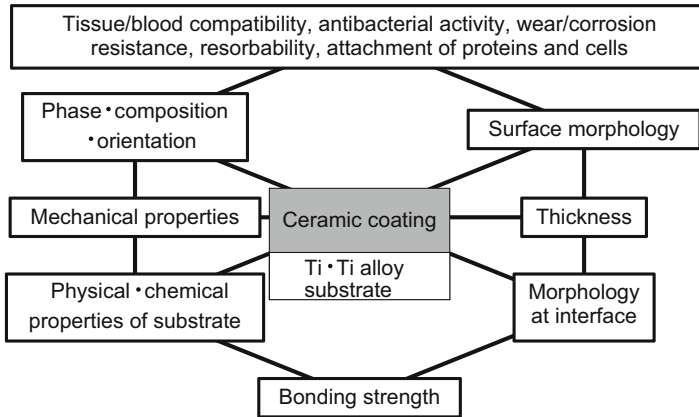 Tissue/blood compatibility, antibacterial activity, wear/corrosion
resistance, resorbability, attachment of proteins and cells
Phase・composition
・orientation
Surface morphology
Mechanical properties
Ceramic coating
Thickness
Ti・Ti alloy
substrate
Physical・chemical
properties of substrate
Morphology
at interface
Bonding strength